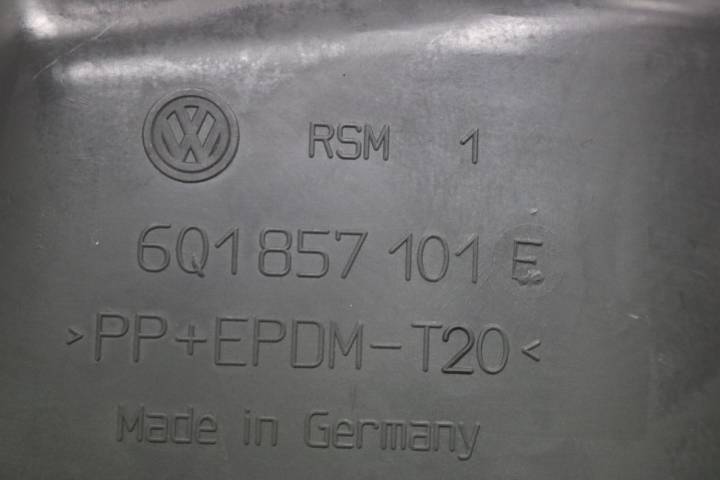 RSM 1
6Q1 857 101 E
>PP+EPDM-T20<
Made in Germany